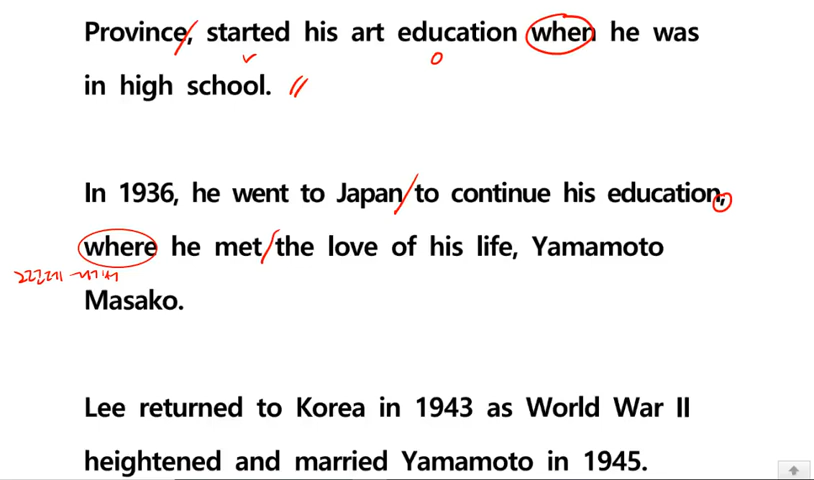 Province, started his art education when he was
in high school.
In 1936, he went to Japan to continue his education,
where he met the love of his life, Yamamoto
Masako.
Lee returned to Korea in 1943 as World War II
heightened and married Yamamoto in 1945.